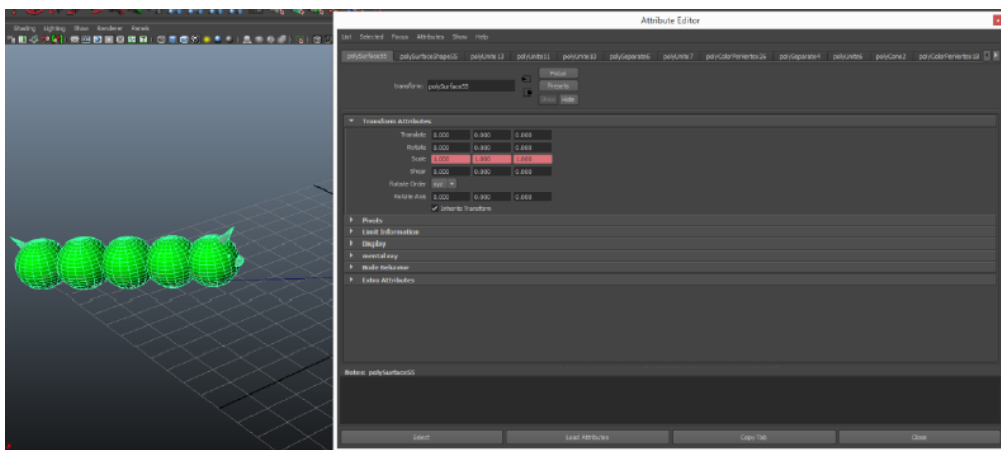 Attribute Editor
Shading Lighting Show Renderer Panels
List Selected Focus Attributes Show Help
polySurface55 polySurfaceShape55 polyUnite13 polyUnite11 polyUnite10 polySeparate6 polyUnite7 polyColorPerVertex26 polySeparate4 polyUnite6 polyCone2 polyColorPerVertex18
Focus
transform: polySurface55 Presets
Show Hide
Transform Attributes
Translate 0.000 0.000 0.000
Rotate 0.000 0.000 0.000
Scale 1.000 1.000 1.000
Shear 0.000 0.000 0.000
Rotate Order xyz
Rotate Axis 0.000 0.000 0.000
Inherits Transform
Pivots
Limit Information
Display
mental ray
Node Behavior
Extra Attributes
Notes: polySurface55
Select Load Attributes Copy Tab Close